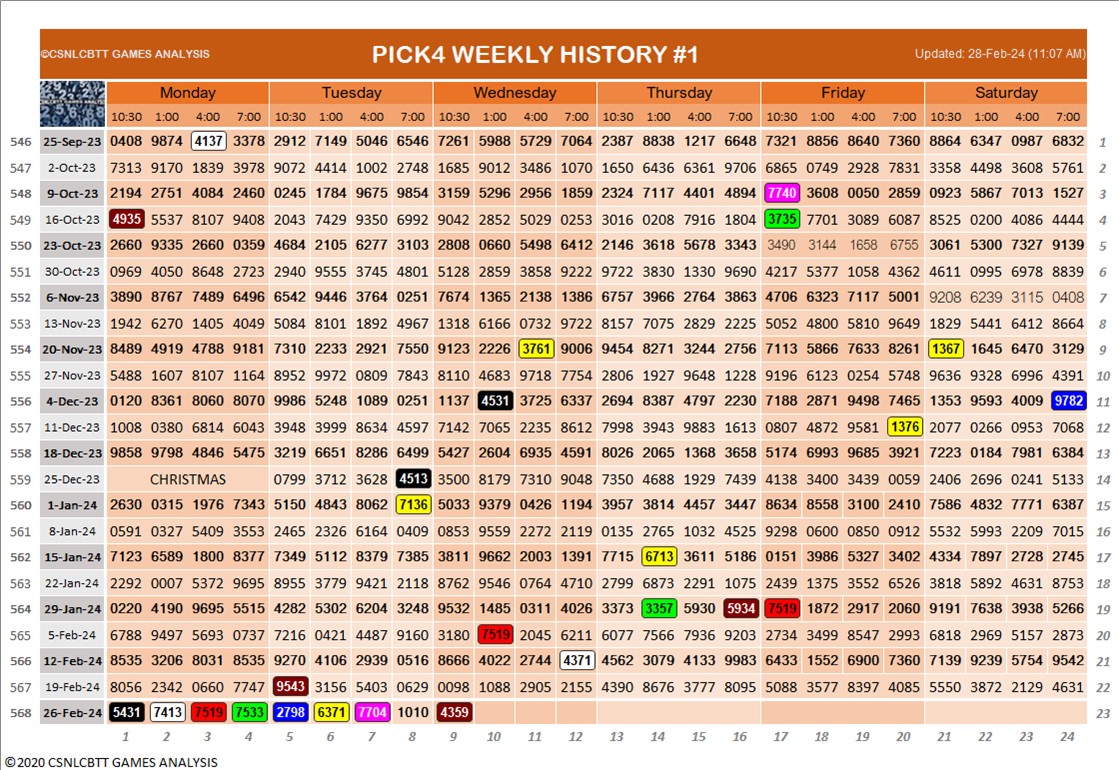 ©CSNLCBTT GAMES ANALYSIS PICK4 WEEKLY HISTORY #1 Updated: 28-Feb-24 (11:07 AM)
Monday Tuesday Wednesday Thursday Friday Saturday
10:30 1:00 4:00 7:00 10:30 1:00 4:00 7:00 10:30 1:00 4:00 7:00 10:30 1:00 4:00 7:00 10:30 1:00 4:00 7:00 10:30 1:00 4:00 7:00
546 25-Sep-23 0408 9874 4137 3378 2912 7149 5046 6546 7261 5988 5729 7064 2387 8838 1217 6648 7321 8856 8640 7360 8864 6347 0987 6832 1
547 2-Oct-23 7313 9170 1839 3978 9072 4414 1002 2748 1685 9012 3486 1070 1650 6436 6361 9706 6865 0749 2928 7831 3358 4498 3608 5761 2
548 9-Oct-23 2194 2751 4084 2460 0245 1784 9675 9854 3159 5296 2956 1859 2324 7117 4401 4894 7740 3608 0050 2859 0923 5867 7013 1527 3
549 16-Oct-23 4935 5537 8107 9408 2043 7429 9350 6992 9042 2852 5029 0253 3016 0208 7916 1804 3735 7701 3089 6087 8525 0200 4086 4444 4
550 23-Oct-23 2660 9335 2660 0359 4684 2105 6277 3103 2808 0660 5498 6412 2146 3618 5678 3343 3490 3144 1658 6755 3061 5300 7327 9139 5
551 30-Oct-23 0969 4050 8648 2723 2940 9555 3745 4801 5128 2859 3858 9222 9722 3830 1330 9690 4217 5377 1058 4362 4611 0995 6978 8839 6
552 6-Nov-23 3890 8767 7489 6496 6542 9446 3764 0251 7674 1365 2138 1386 6757 3966 2764 3863 4706 6323 7117 5001 9208 6239 3115 0408 7
553 13-Nov-23 1942 6270 1405 4049 5084 8101 1892 4967 1318 6166 0732 9722 8157 7075 2829 2225 5052 4800 5810 9649 1829 5441 6412 8664 8
554 20-Nov-23 8489 4919 4788 9181 7310 2233 2921 7550 9123 2226 3761 9006 9454 8271 3244 2756 7113 5866 7633 8261 1367 1645 6470 3129 9
555 27-Nov-23 5488 1607 8107 1164 8952 9972 0809 7843 8110 4683 9718 7754 2806 1927 9648 1228 9196 6123 0254 5748 9636 9328 6996 4391 10
556 4-Dec-23 0120 8361 8060 8070 9986 5248 1089 0251 1137 4531 3725 6337 2694 8387 4797 2230 7188 2871 9498 7465 1353 9593 4009 9782 11
557 11-Dec-23 1008 0380 6814 6043 3948 3999 8634 4597 7142 7065 2235 8612 7998 3943 9883 1613 0807 4872 9581 1376 2077 0266 0953 7068 12
558 18-Dec-23 9858 9798 4846 5475 3219 6651 8286 6499 5427 2604 6935 4591 8026 2065 1368 3658 5174 6993 9685 3921 7223 0184 7981 6384 13
559 25-Dec-23 CHRISTMAS 0799 3712 3628 4513 3500 8179 7310 9048 7350 4688 1929 7439 4138 3400 3439 0059 2406 2696 0241 5133 14
560 1-Jan-24 2630 0315 1976 7343 5150 4843 8062 7136 5033 9379 0426 1194 3957 3814 4457 3447 8634 8558 3100 2410 7586 4832 7771 6387 15
561 8-Jan-24 0591 0327 5409 3553 2465 2326 6164 0409 0853 9559 2272 2119 0135 2765 1032 4525 9298 0600 0850 0912 5532 5993 2209 7015 16
562 15-Jan-24 7123 6589 1800 8377 7349 5112 8379 7385 3811 9662 2003 1391 7715 6713 3611 5186 0151 3986 5327 3402 4334 7897 2728 2745 17
563 22-Jan-24 2292 0007 5372 9695 8955 3779 9421 2118 8762 9546 0764 4710 2799 6873 2291 1075 2439 1375 3552 6526 3818 5892 4631 8753 18
564 29-Jan-24 0220 4190 9695 5515 4282 5302 6204 3248 9532 1485 0311 4026 3373 3357 5930 5934 7519 1872 2917 2060 9191 7638 3938 5266 19
565 5-Feb-24 6788 9497 5693 0737 7216 0421 4487 9160 3180 7519 2045 6211 6077 7566 7936 9203 2734 3499 8547 2993 6818 2969 5157 2873 20
566 12-Feb-24 8535 3206 8031 8535 9270 4106 2939 0516 8666 4022 2744 4371 4562 3079 4133 9983 6433 1552 6900 7360 7139 9239 5754 9542 21
567 19-Feb-24 8056 2342 0660 7747 9543 3156 5403 0629 0098 1088 2905 2155 4390 8676 3777 8095 5088 3577 8397 4085 5550 3872 2129 4631 22
568 26-Feb-24 5431 7413 7519 7533 2798 6371 7704 1010 4359 23
1 2 3 4 5 6 7 8 9 10 11 12 13 14 15 16 17 18 19 20 21 22 23 24
©2020 CSNLCBTT GAMES ANALYSIS